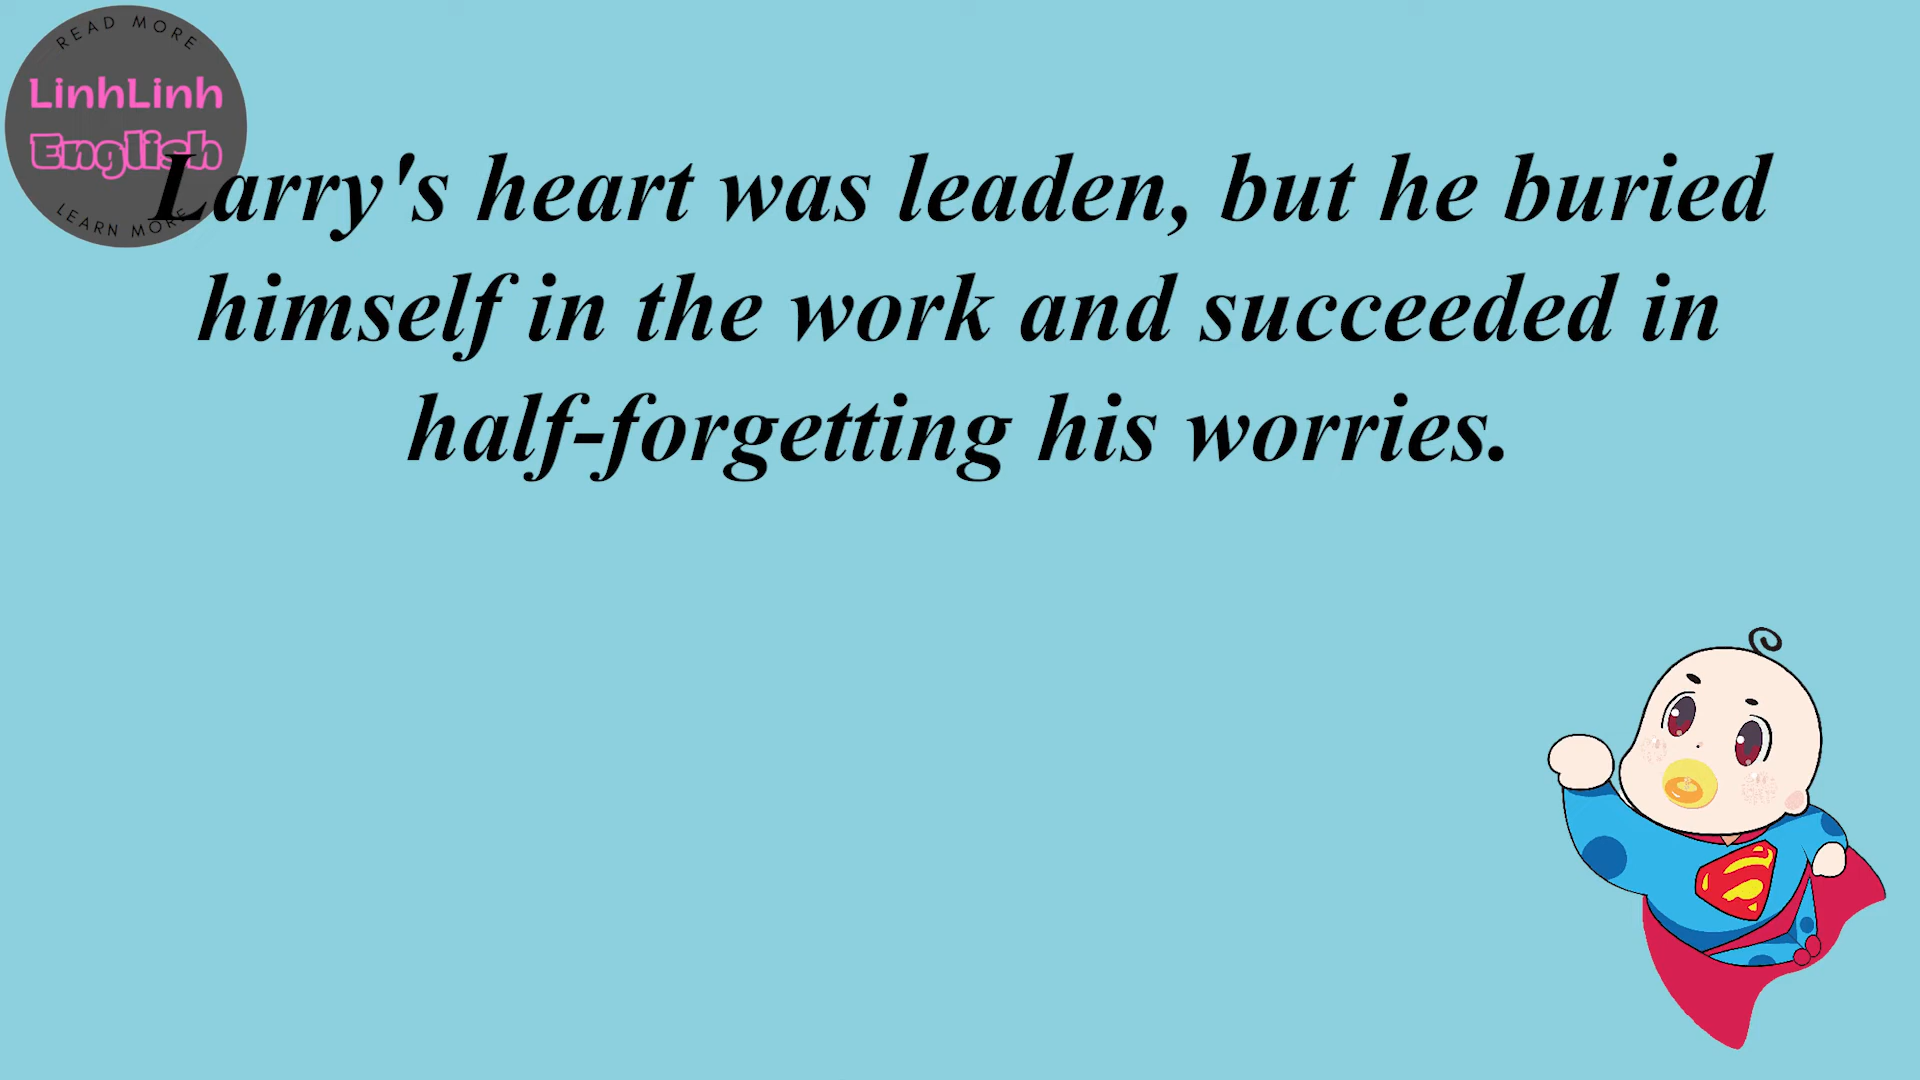 READ MORE
LinhLinh
English
LEARN MORE
Larry's heart was leaden, but he buried
himself in the work and succeeded in
half-forgetting his worries.